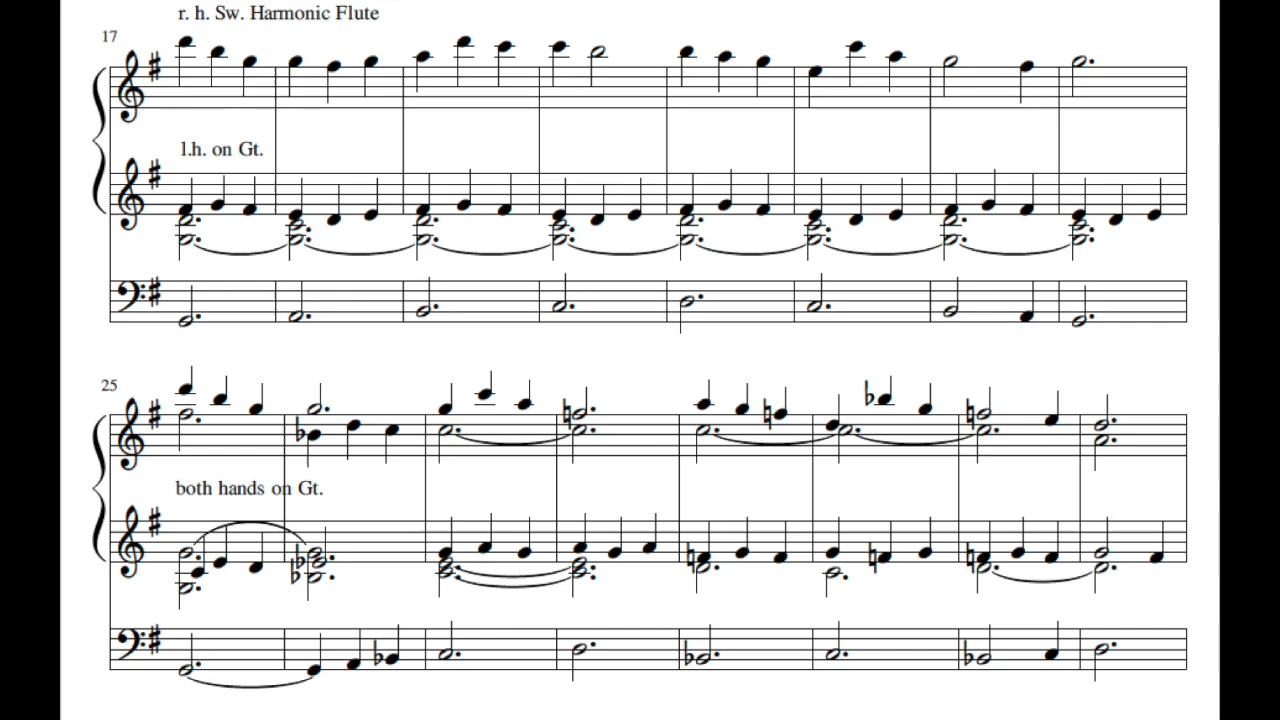 r. h. Sw. Harmonic Flute
17
l.h. on Gt.
25
both hands on Gt.